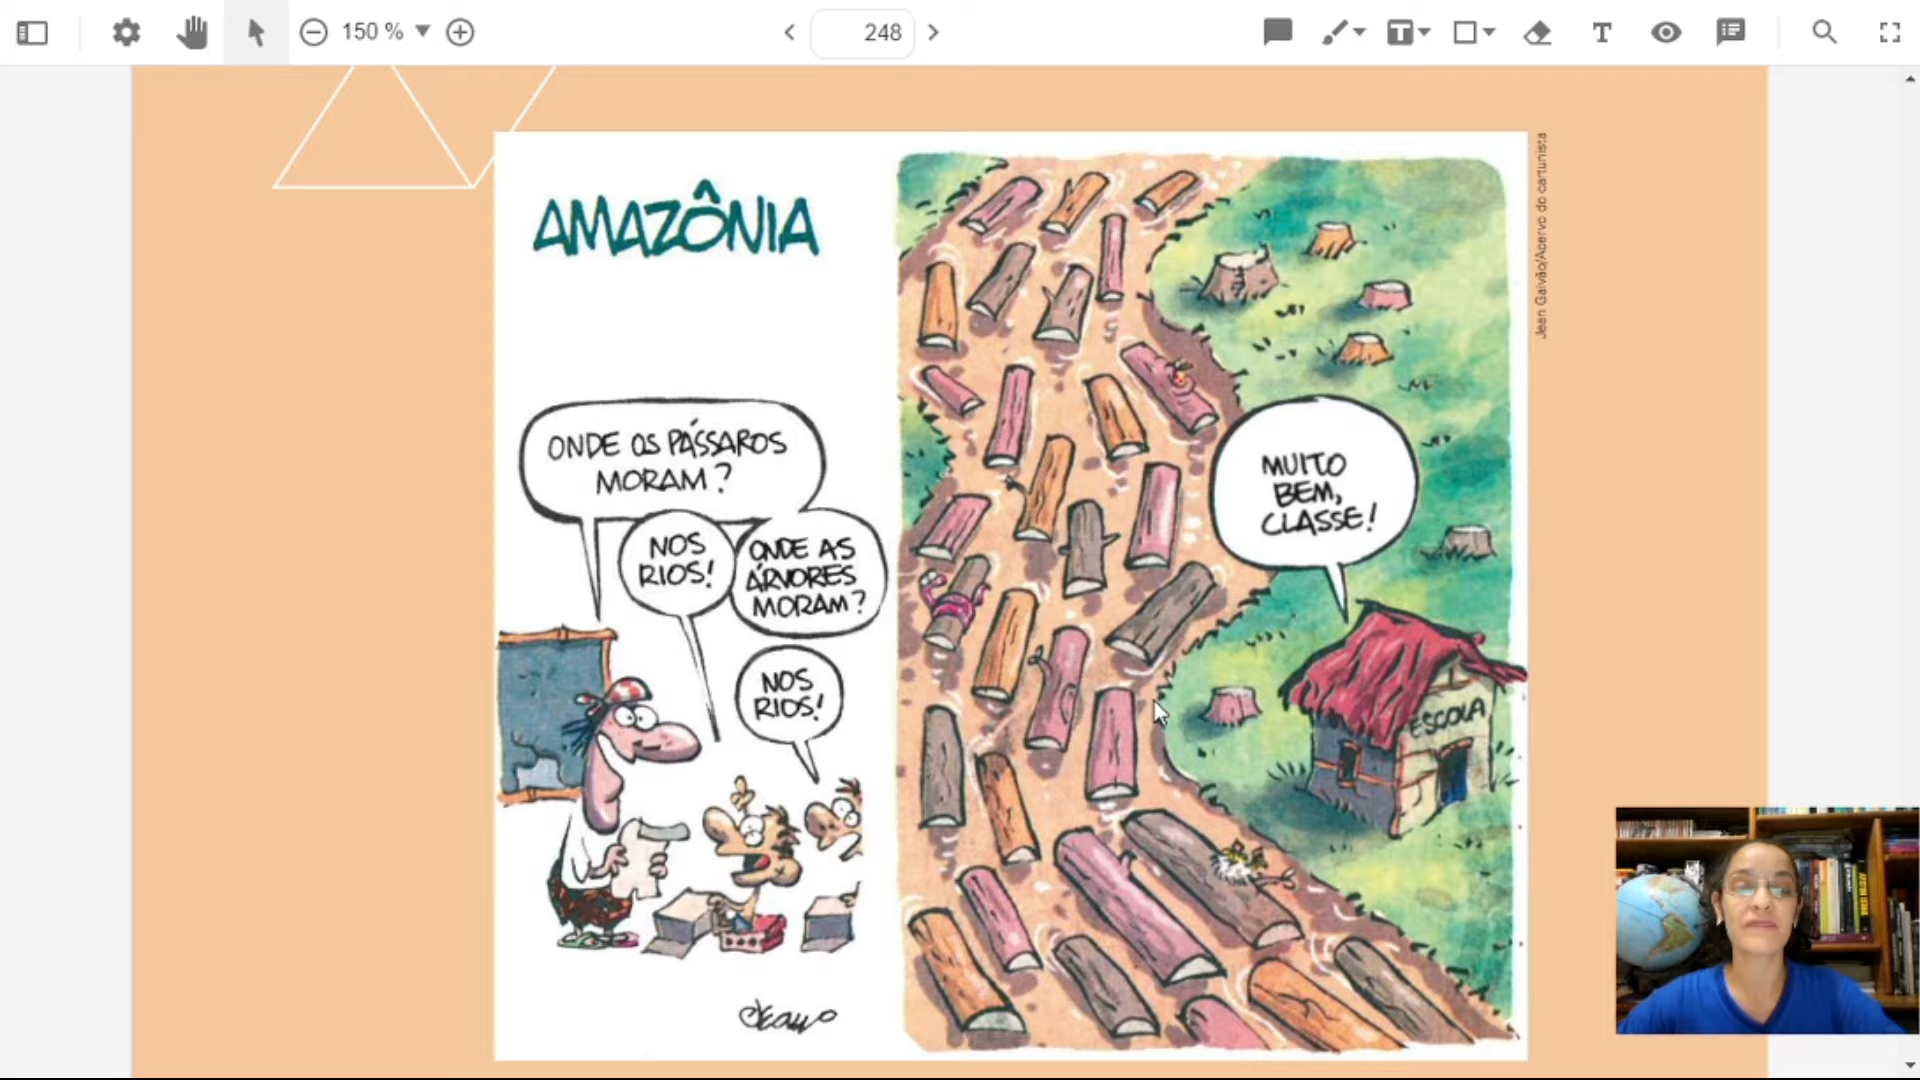 150 %
248
AMAZÔNIA
ONDE OS PÁSSAROS
MORAM?
NOS
RIOS!
ONDE AS
ÁRVORES
MORAM?
NOS
RIOS!
MUITO
BEM,
CLASSE!
ESCOLA
Jean Galvão/Acervo do cartunista